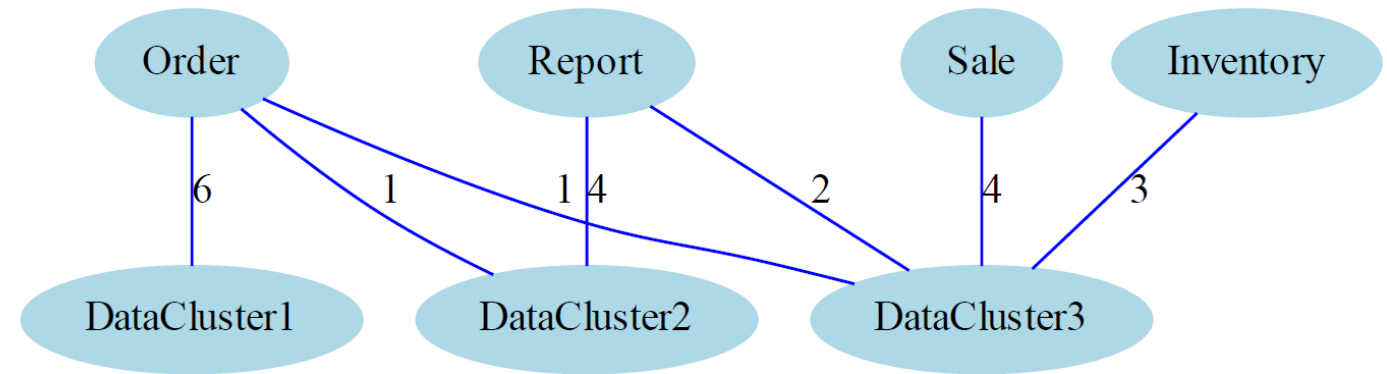 Order Report Sale Inventory
6 1 1 4 2 4 3
DataCluster1 DataCluster2 DataCluster3